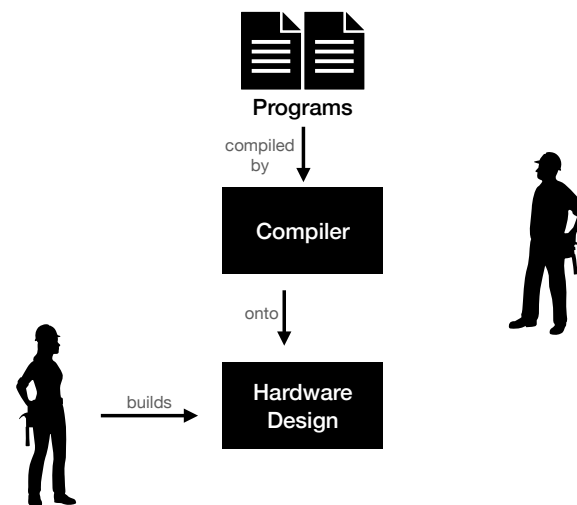 Programs
compiled
by
Compiler
onto
builds
Hardware
Design